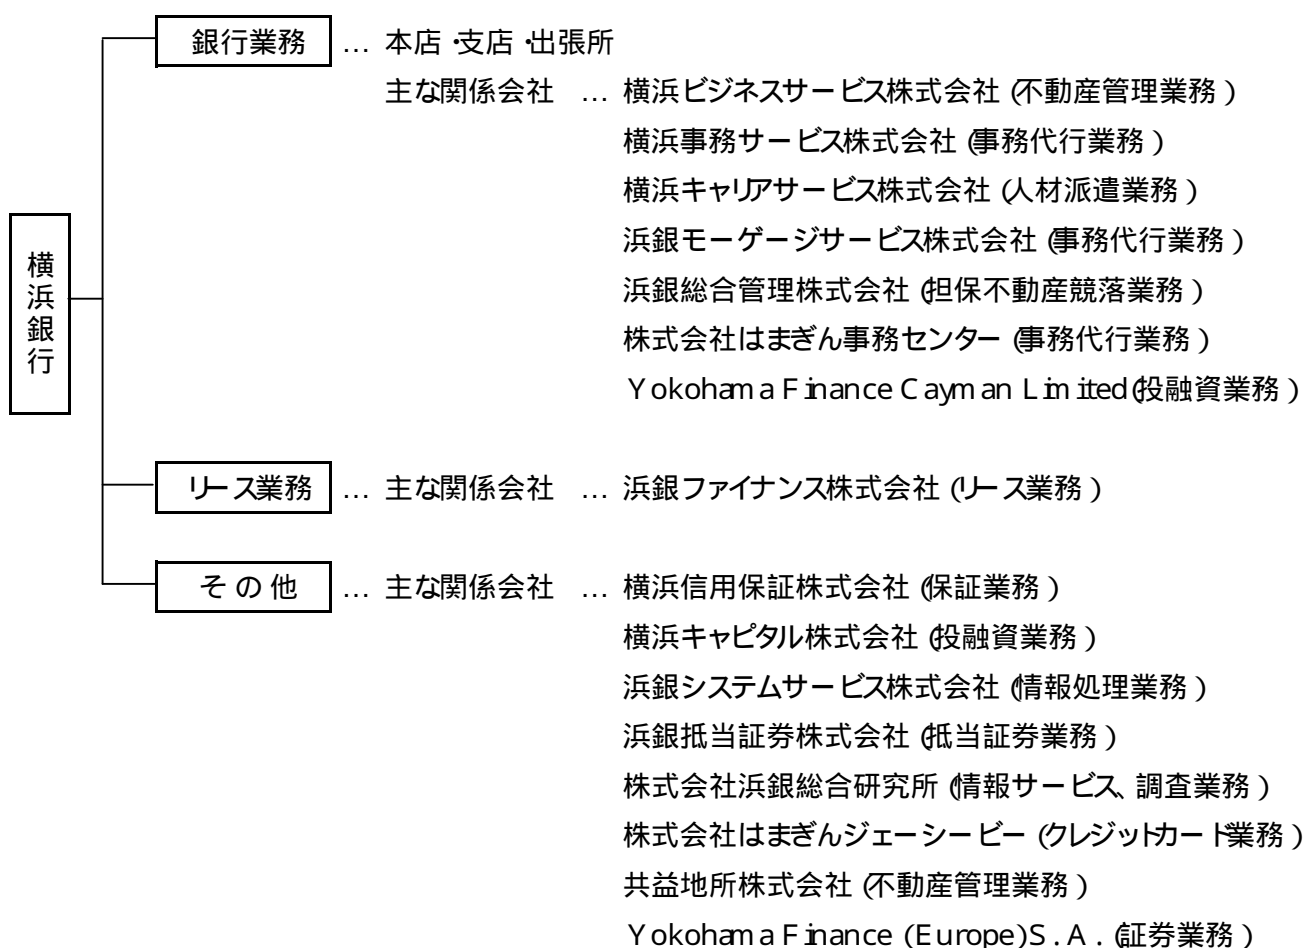 銀行業務 … 本店・支店・出張所
主な関係会社 … 横浜ビジネスサービス株式会社(不動産管理業務)
横浜事務サービス株式会社(事務代行業務)
横浜キャリアサービス株式会社(人材派遣業務)
浜銀モーゲージサービス株式会社(事務代行業務)
浜銀総合管理株式会社(担保不動産競落業務)
株式会社はまぎん事務センター(事務代行業務)
Yokohama Finance Cayman Limited(投融資業務)
横浜銀行
リース業務 … 主な関係会社 … 浜銀ファイナンス株式会社(リース業務)
その他 … 主な関係会社 … 横浜信用保証株式会社(保証業務)
横浜キャピタル株式会社(投融資業務)
浜銀システムサービス株式会社(情報処理業務)
浜銀抵当証券株式会社(抵当証券業務)
株式会社浜銀総合研究所(情報サービス、調査業務)
株式会社はまぎんジェーシービー(クレジットカード業務)
共益地所株式会社(不動産管理業務)
Yokohama Finance (Europe)S.A.(証券業務)